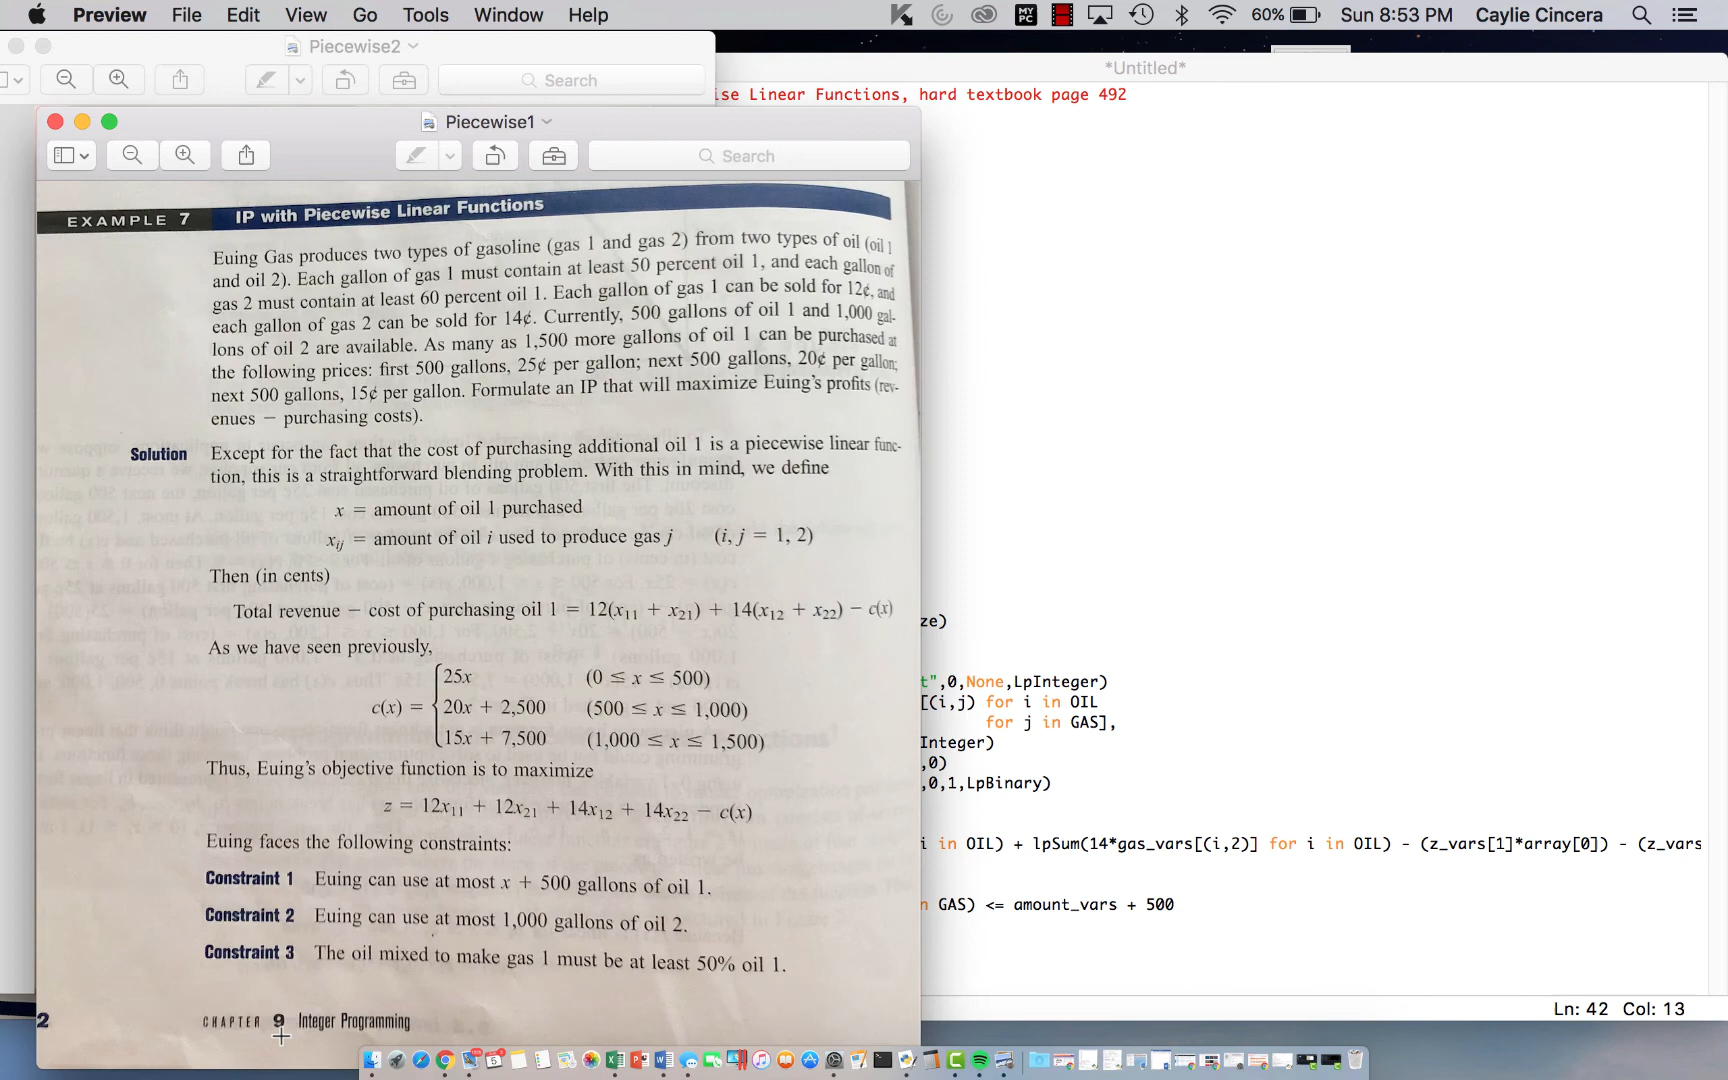 Preview File Edit View Go Tools Window Help
60% Sun 8:53 PM Caylie Cincera
Piecewise2
Search
*Untitled*
se Linear Functions, hard textbook page 492
Piecewise1
Search
EXAMPLE 7 IP with Piecewise Linear Functions
Euing Gas produces two types of gasoline (gas 1 and gas 2) from two types of oil (oil 1
and oil 2). Each gallon of gas 1 must contain at least 50 percent oil 1, and each gallon of
gas 2 must contain at least 60 percent oil 1. Each gallon of gas 1 can be sold for 12¢, and
each gallon of gas 2 can be sold for 14¢. Currently, 500 gallons of oil 1 and 1,000 gal-
lons of oil 2 are available. As many as 1,500 more gallons of oil 1 can be purchased at
the following prices: first 500 gallons, 25¢ per gallon; next 500 gallons, 20¢ per gallon;
next 500 gallons, 15¢ per gallon. Formulate an IP that will maximize Euing's profits (rev-
enues − purchasing costs).
Solution Except for the fact that the cost of purchasing additional oil 1 is a piecewise linear func-
tion, this is a straightforward blending problem. With this in mind, we define
x = amount of oil 1 purchased
xij = amount of oil i used to produce gas j (i, j = 1, 2)
Then (in cents)
Total revenue − cost of purchasing oil 1 = 12(x11 + x21) + 14(x12 + x22) − c(x)
As we have seen previously,
25x (0 ≤ x ≤ 500)
c(x) = 20x + 2,500 (500 ≤ x ≤ 1,000)
15x + 7,500 (1,000 ≤ x ≤ 1,500)
Thus, Euing's objective function is to maximize
z = 12x11 + 12x21 + 14x12 + 14x22 − c(x)
Euing faces the following constraints:
Constraint 1 Euing can use at most x + 500 gallons of oil 1.
Constraint 2 Euing can use at most 1,000 gallons of oil 2.
Constraint 3 The oil mixed to make gas 1 must be at least 50% oil 1.
2 CHAPTER 9 Integer Programming
ze)
t",0,None,LpInteger)
[(i,j) for i in OIL
for j in GAS],
Integer)
,0)
,0,1,LpBinary)
i in OIL) + lpSum(14*gas_vars[(i,2)] for i in OIL) - (z_vars[1]*array[0]) - (z_vars
n GAS) <= amount_vars + 500
Ln: 42 Col: 13